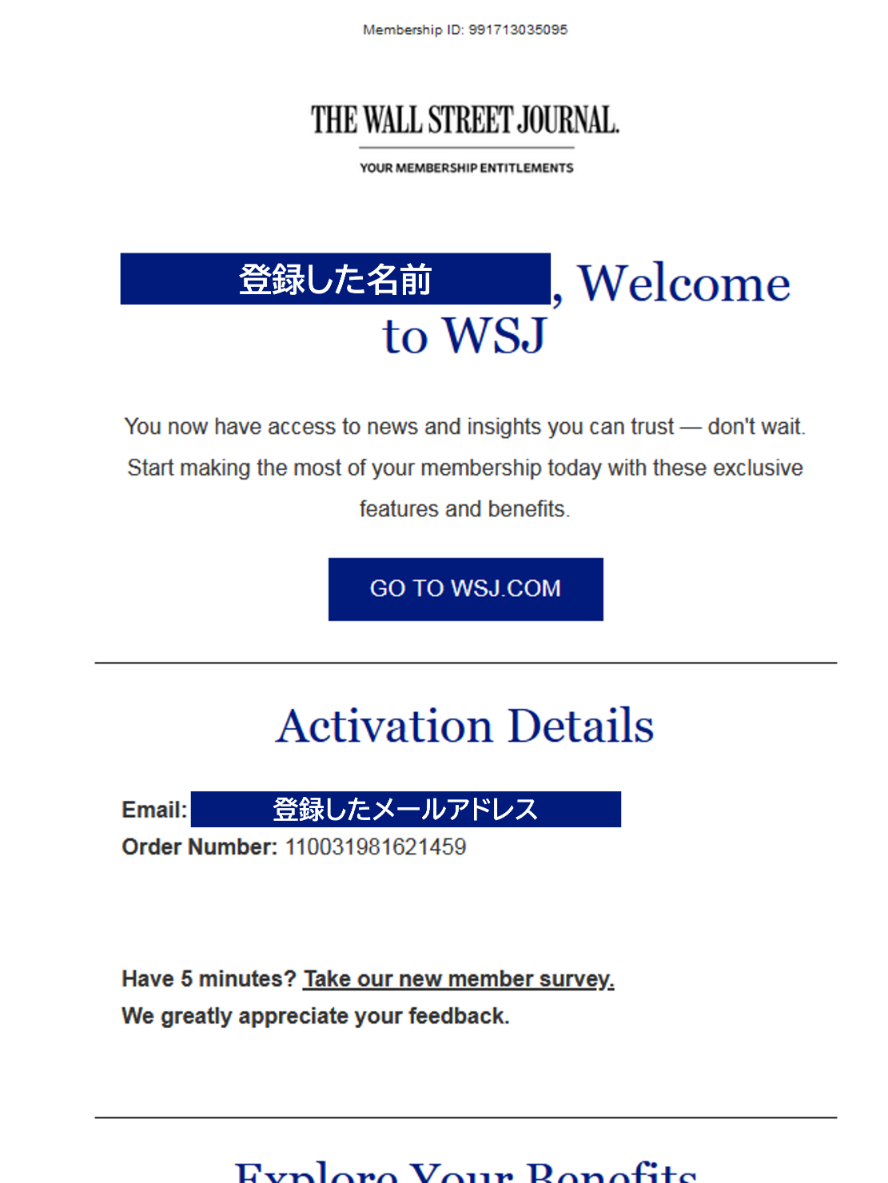 Membership ID: 991713035095
THE WALL STREET JOURNAL.
YOUR MEMBERSHIP ENTITLEMENTS
登録した名前, Welcome
to WSJ
You now have access to news and insights you can trust — don't wait.
Start making the most of your membership today with these exclusive
features and benefits.
GO TO WSJ.COM
Activation Details
Email: 登録したメールアドレス
Order Number: 110031981621459
Have 5 minutes? Take our new member survey.
We greatly appreciate your feedback.
Explore Your Benefits